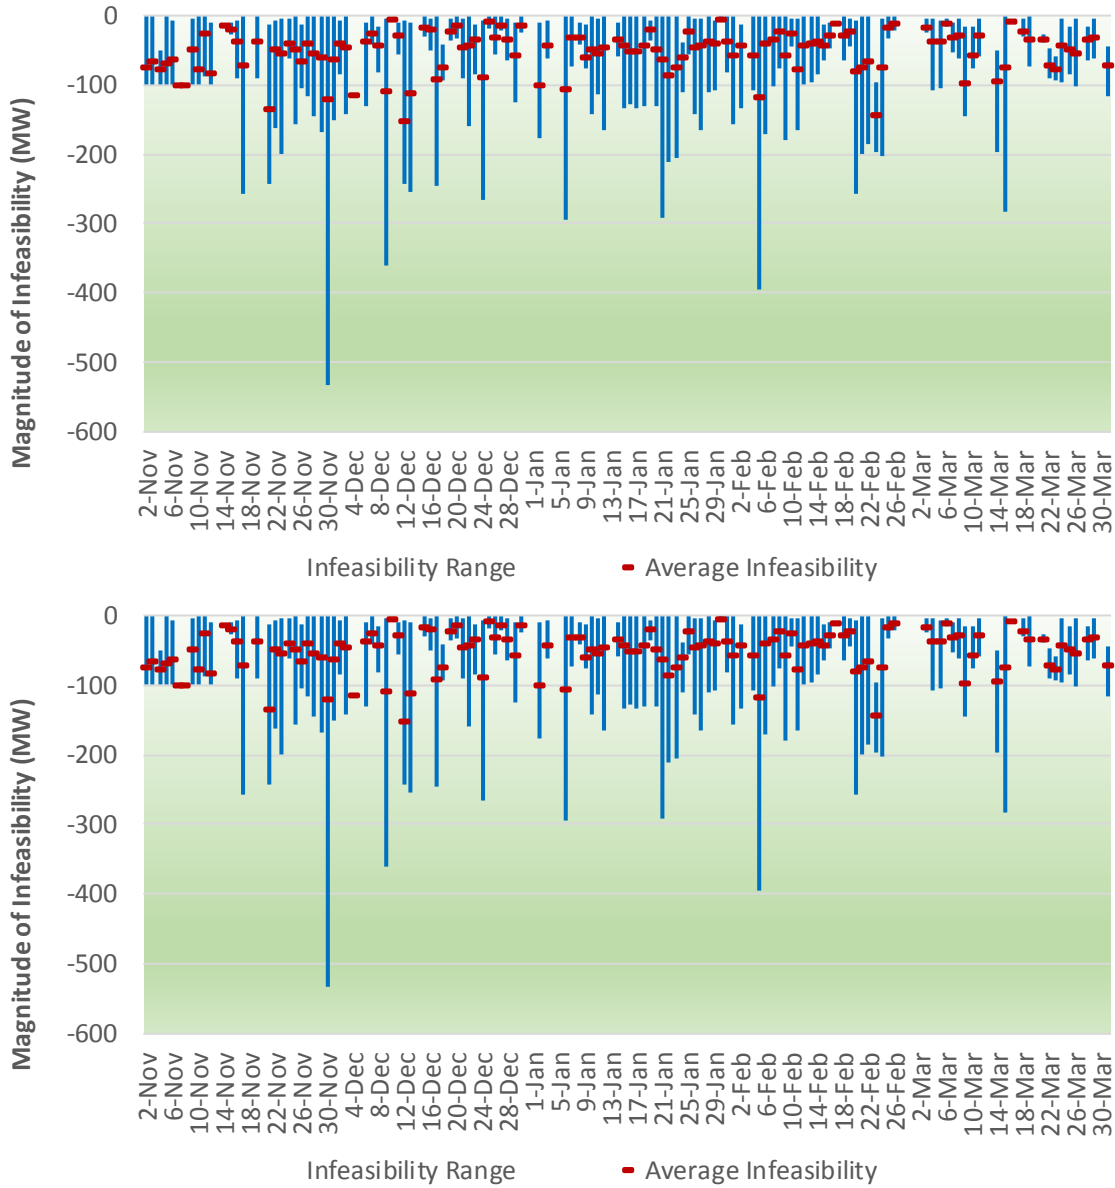 Magnitude of Infeasibility (MW)
0
-100
-200
-300
-400
-500
-600
2-Nov
6-Nov
10-Nov
14-Nov
18-Nov
22-Nov
26-Nov
30-Nov
4-Dec
8-Dec
12-Dec
16-Dec
20-Dec
24-Dec
28-Dec
1-Jan
5-Jan
9-Jan
13-Jan
17-Jan
21-Jan
25-Jan
29-Jan
2-Feb
6-Feb
10-Feb
14-Feb
18-Feb
22-Feb
26-Feb
2-Mar
6-Mar
10-Mar
14-Mar
18-Mar
22-Mar
26-Mar
30-Mar
Infeasibility Range
Average Infeasibility
Magnitude of Infeasibility (MW)
0
-100
-200
-300
-400
-500
-600
2-Nov
6-Nov
10-Nov
14-Nov
18-Nov
22-Nov
26-Nov
30-Nov
4-Dec
8-Dec
12-Dec
16-Dec
20-Dec
24-Dec
28-Dec
1-Jan
5-Jan
9-Jan
13-Jan
17-Jan
21-Jan
25-Jan
29-Jan
2-Feb
6-Feb
10-Feb
14-Feb
18-Feb
22-Feb
26-Feb
2-Mar
6-Mar
10-Mar
14-Mar
18-Mar
22-Mar
26-Mar
30-Mar
Infeasibility Range
Average Infeasibility